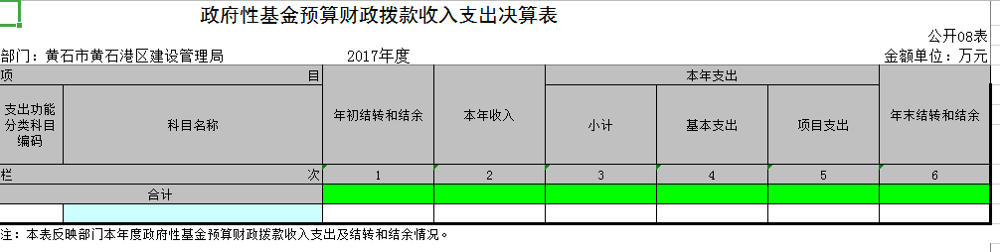 政府性基金预算财政拨款收入支出决算表
公开08表
部门：黄石市黄石港区建设管理局 2017年度 金额单位：万元
项 目 年初结转和结余 本年收入 本年支出 年末结转和结余
支出功能分类科目编码 科目名称 小计 基本支出 项目支出
栏 次 1 2 3 4 5 6
合计
注：本表反映部门本年度政府性基金预算财政拨款收入支出及结转和结余情况。